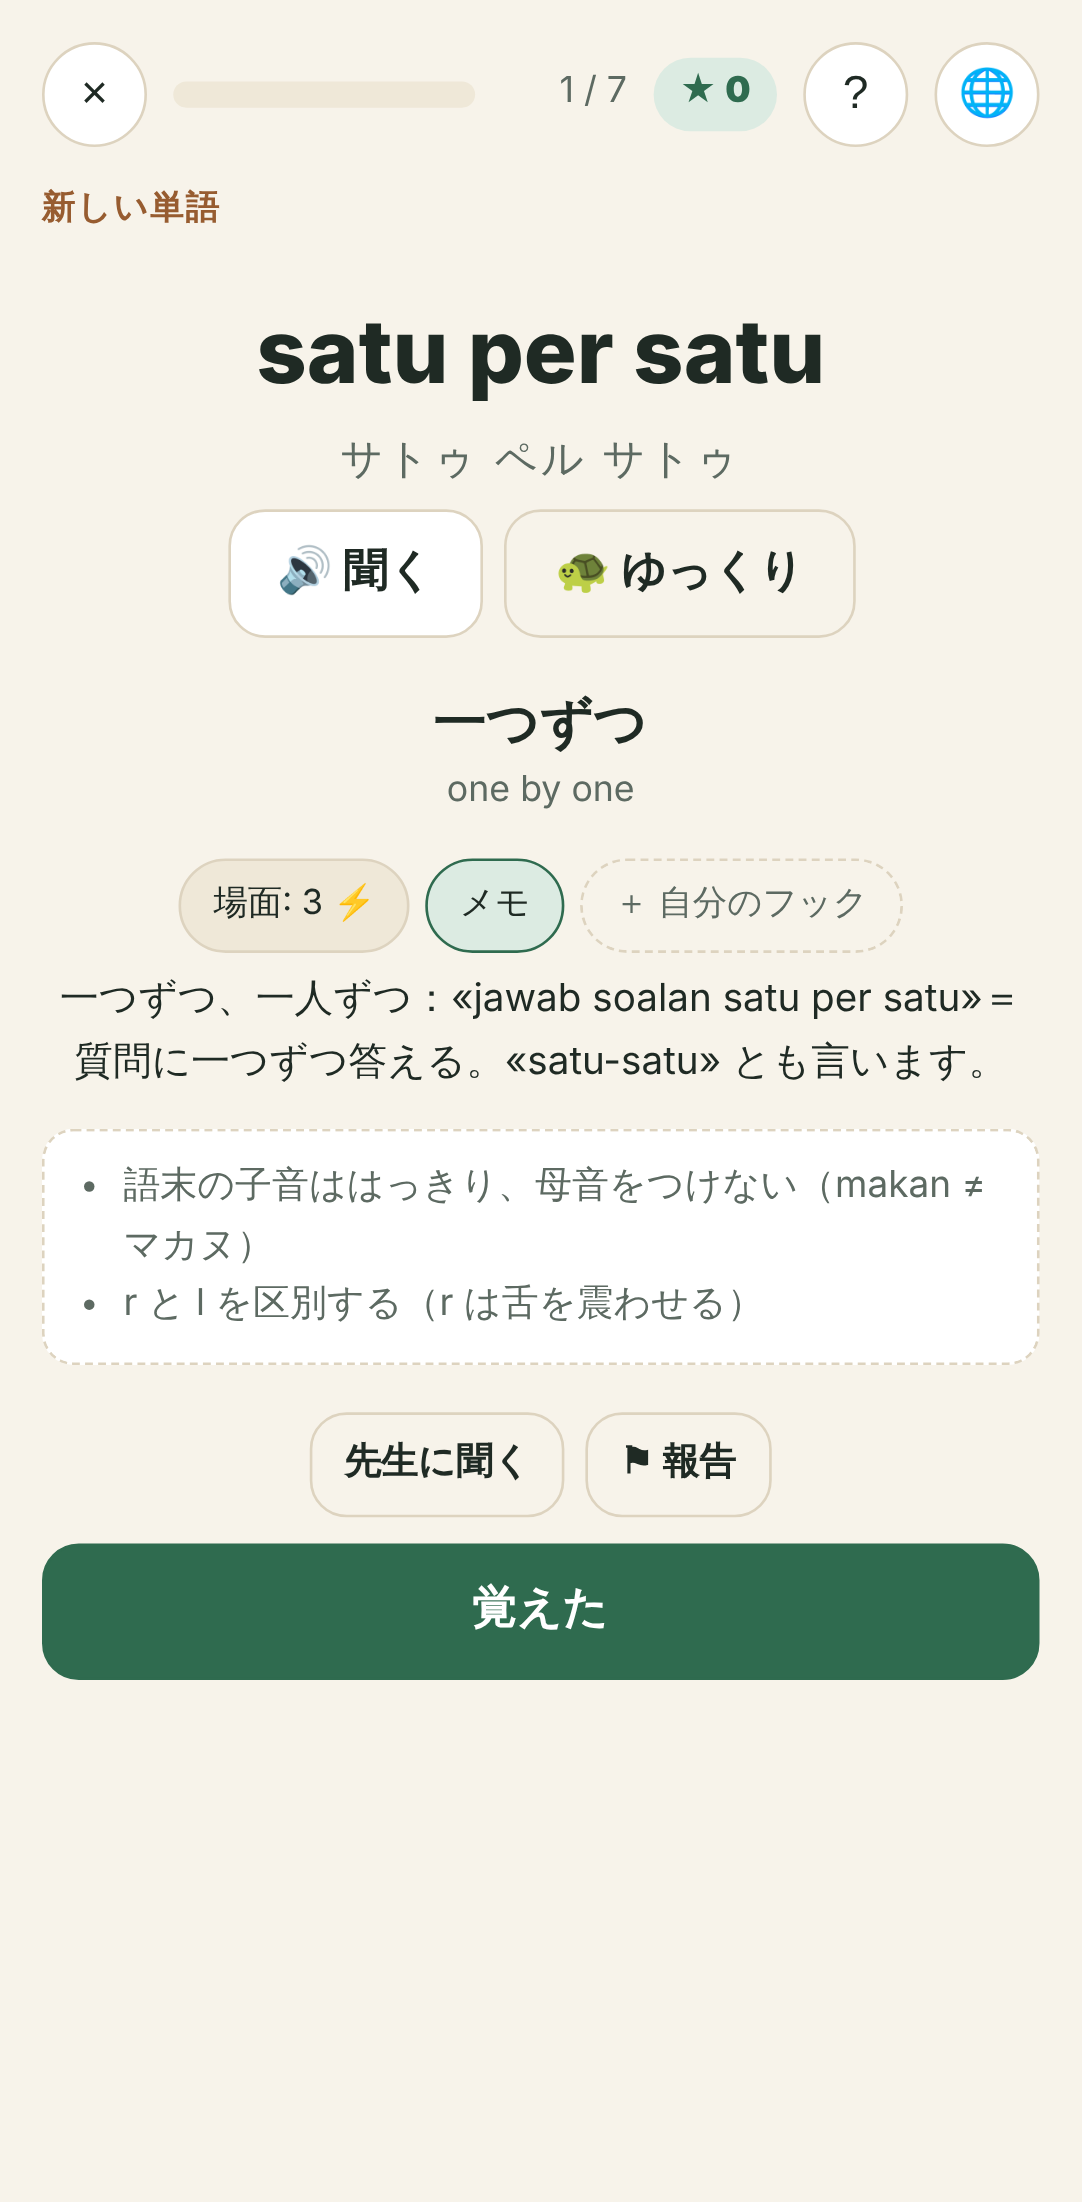 ×
1 / 7
★ 0
?
新しい単語
satu per satu
サトゥ ペル サトゥ
🔊 聞く
🐢 ゆっくり
一つずつ
one by one
場面: 3 ⚡
メモ
＋ 自分のフック
一つずつ、一人ずつ：«jawab soalan satu per satu»＝
質問に一つずつ答える。«satu-satu» とも言います。
• 語末の子音ははっきり、母音をつけない（makan ≠
マカヌ）
• r と l を区別する（r は舌を震わせる）
先生に聞く
⚑ 報告
覚えた